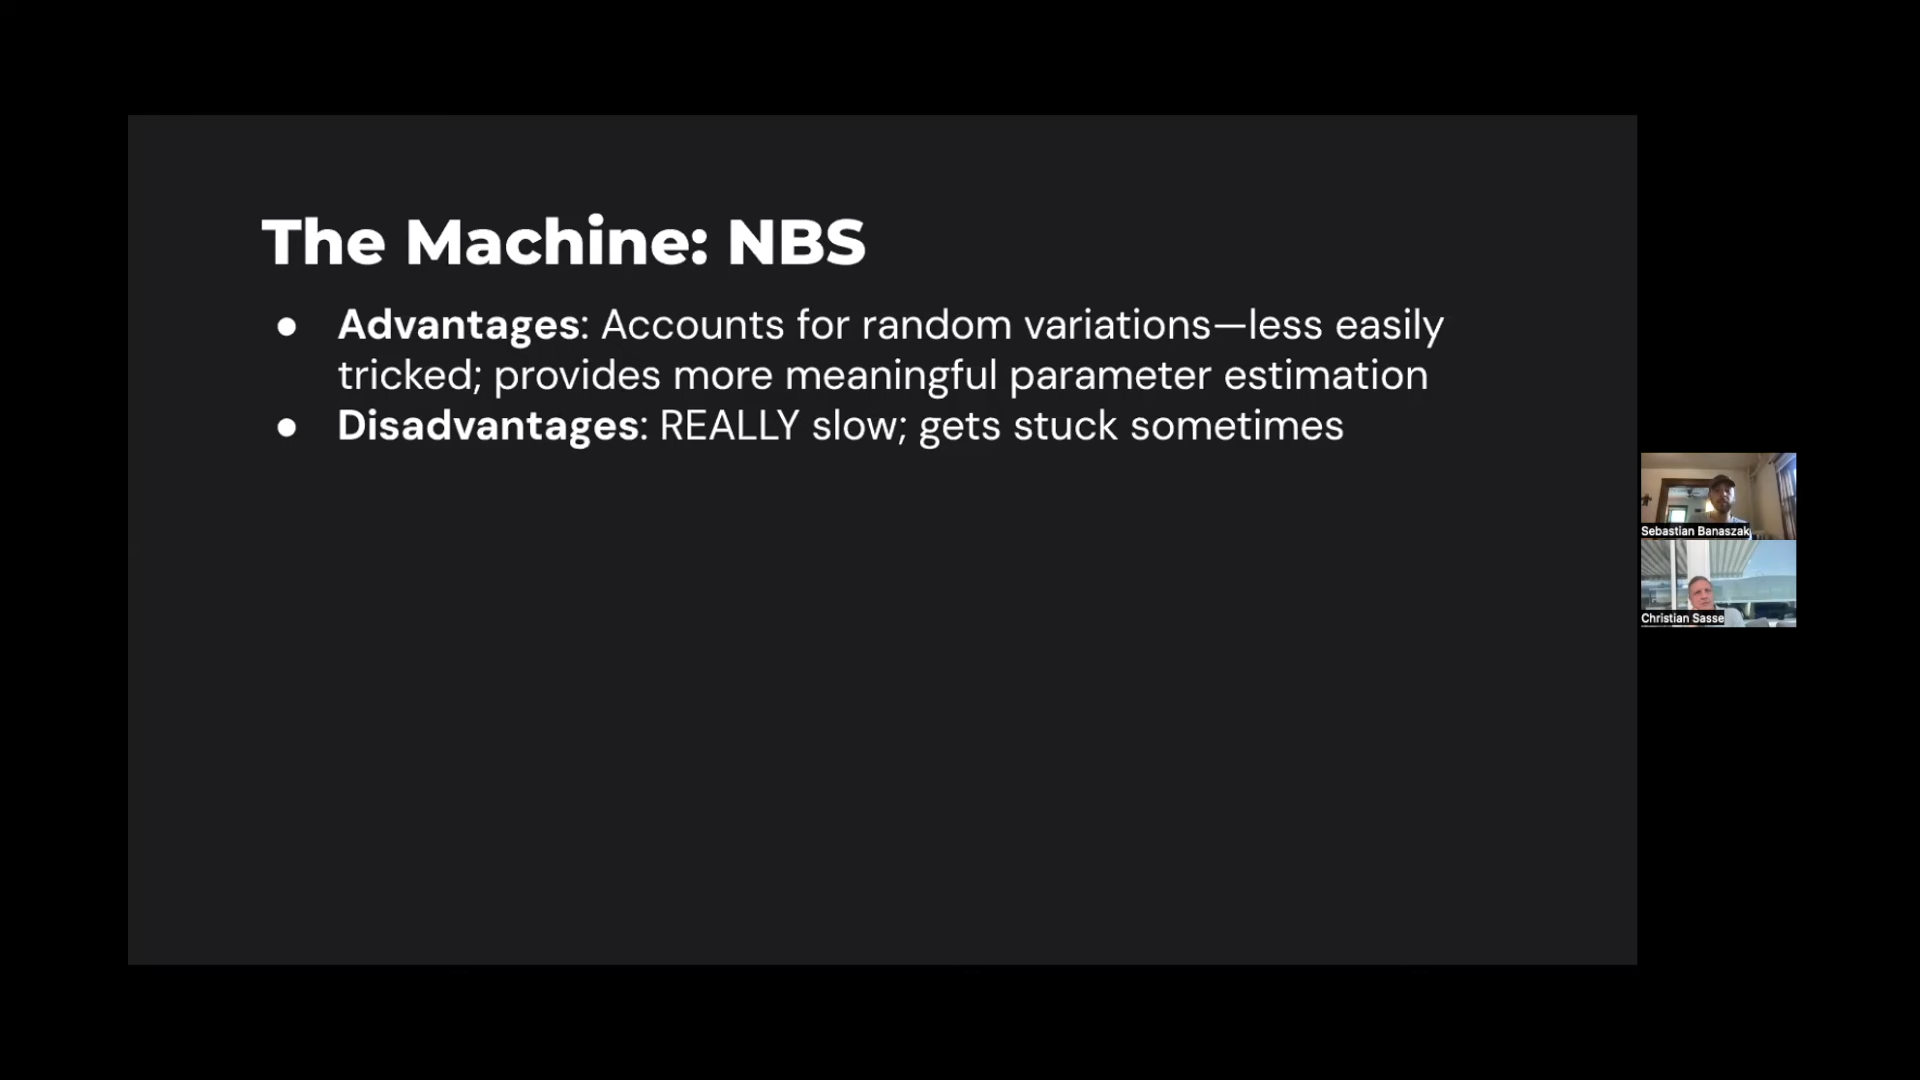 The Machine: NBS
● Advantages: Accounts for random variations—less easily
tricked; provides more meaningful parameter estimation
● Disadvantages: REALLY slow; gets stuck sometimes
Sebastian Banaszak
Christian Sasse